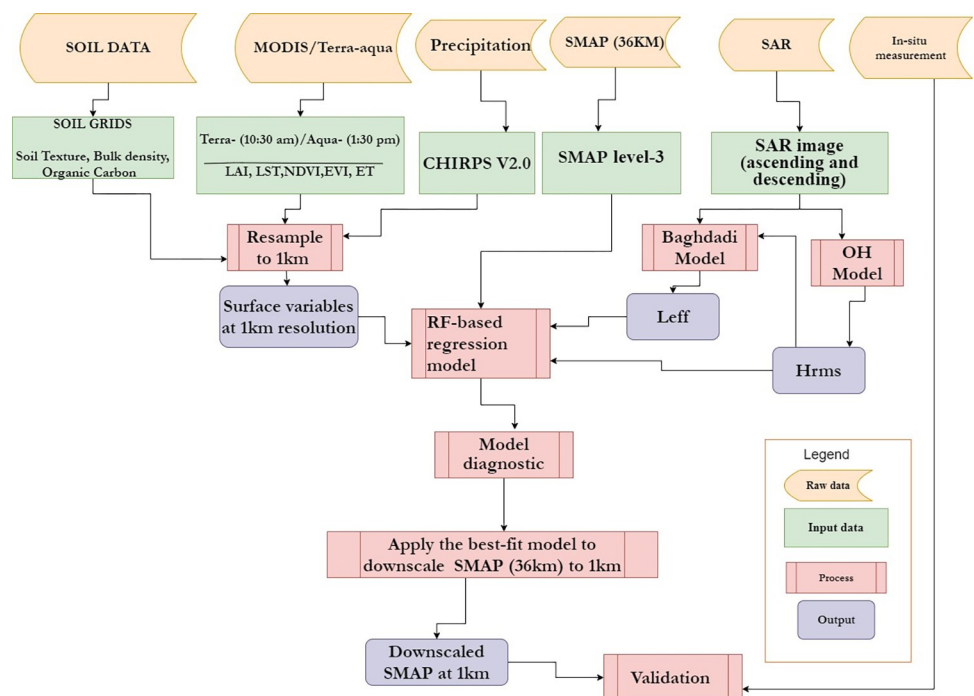 SOIL DATA
MODIS/Terra-aqua
Precipitation
SMAP (36KM)
SAR
In-situ
measurement
SOIL GRIDS
Soil Texture, Bulk density,
Organic Carbon
Terra- (10:30 am)/Aqua- (1:30 pm)
LAI, LST,NDVI,EVI, ET
CHIRPS V2.0
SMAP level-3
SAR image
(ascending and
descending)
Resample
to 1km
Baghdadi
Model
OH
Model
Surface variables
at 1km resolution
RF-based
regression
model
Leff
Hrms
Model
diagnostic
Apply the best-fit model to
downscale SMAP (36km) to 1km
Downscaled
SMAP at 1km
Validation
Legend
Raw data
Input data
Process
Output